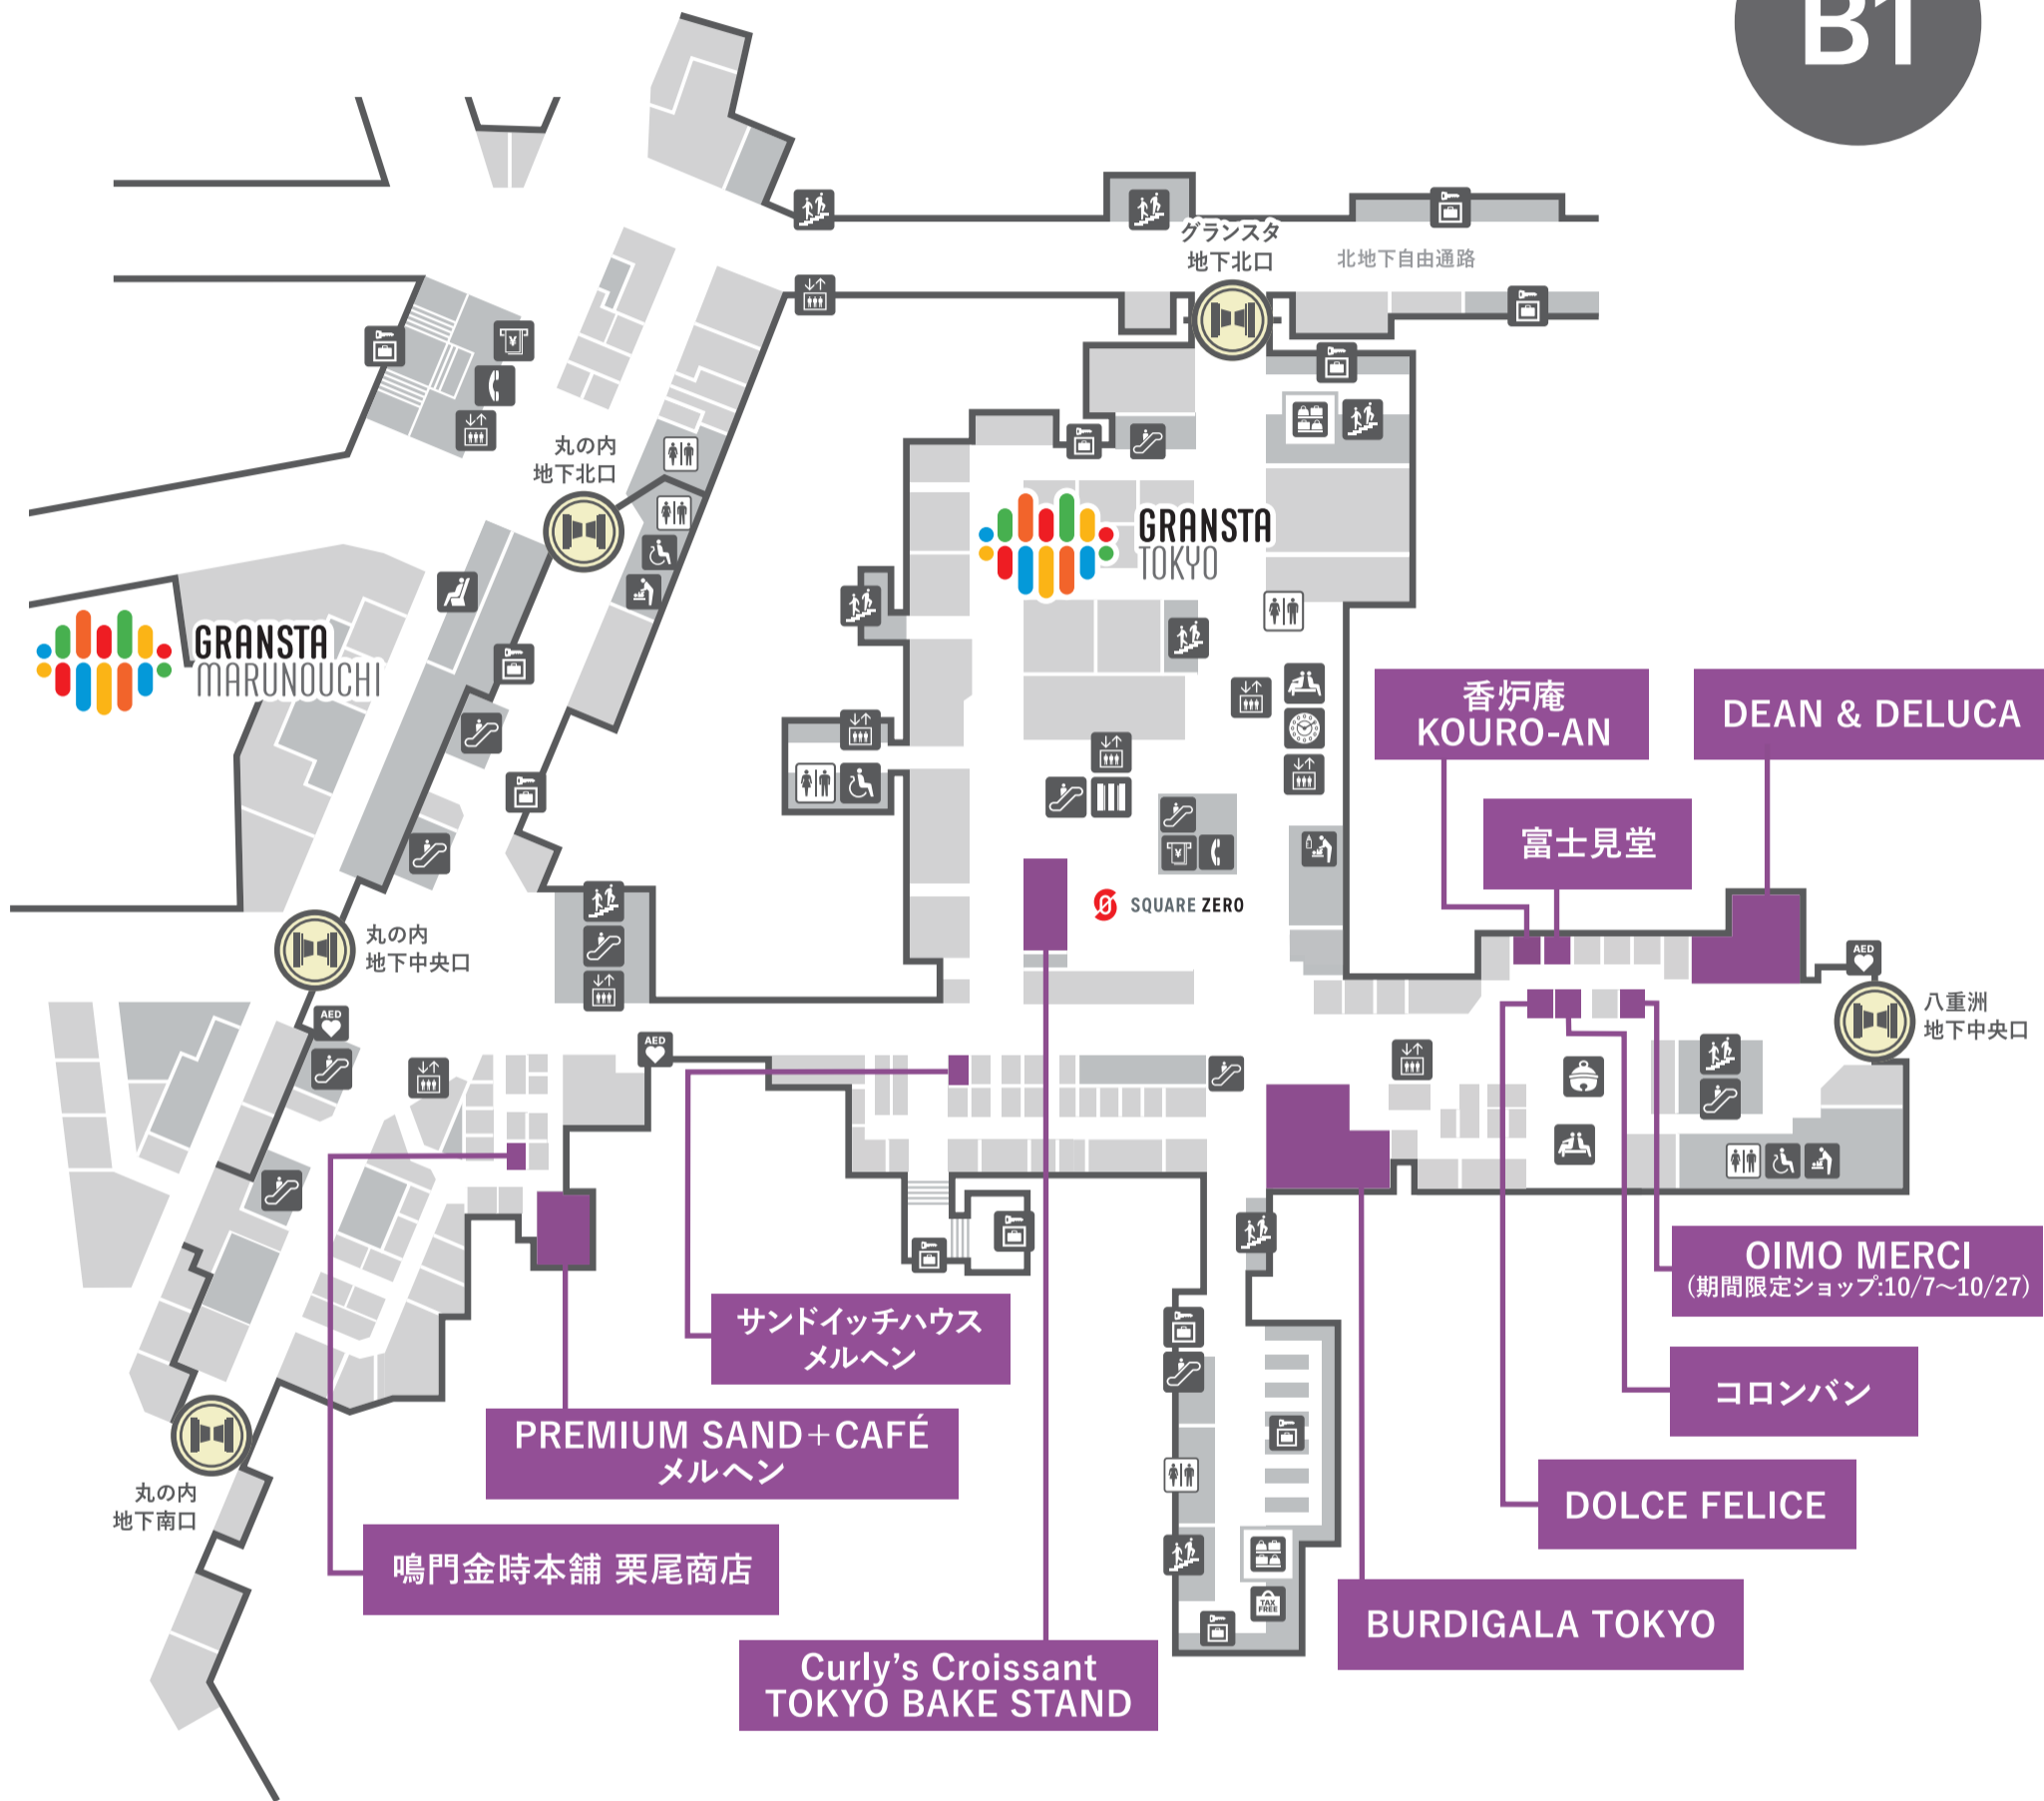 B1
グランスタ
地下北口
北地下自由通路
丸の内
地下北口
GRANSTA
TOKYO
GRANSTA
MARUNOUCHI
香炉庵
KOURO-AN
DEAN & DELUCA
富士見堂
SQUARE ZERO
丸の内
地下中央口
AED
八重洲
地下中央口
AED
AED
OIMO MERCI
(期間限定ショップ:10/7〜10/27)
サンドイッチハウス
メルヘン
コロンバン
PREMIUM SAND+CAFÉ
メルヘン
丸の内
地下南口
DOLCE FELICE
鳴門金時本舗 栗尾商店
TAX
FREE
BURDIGALA TOKYO
Curly's Croissant
TOKYO BAKE STAND